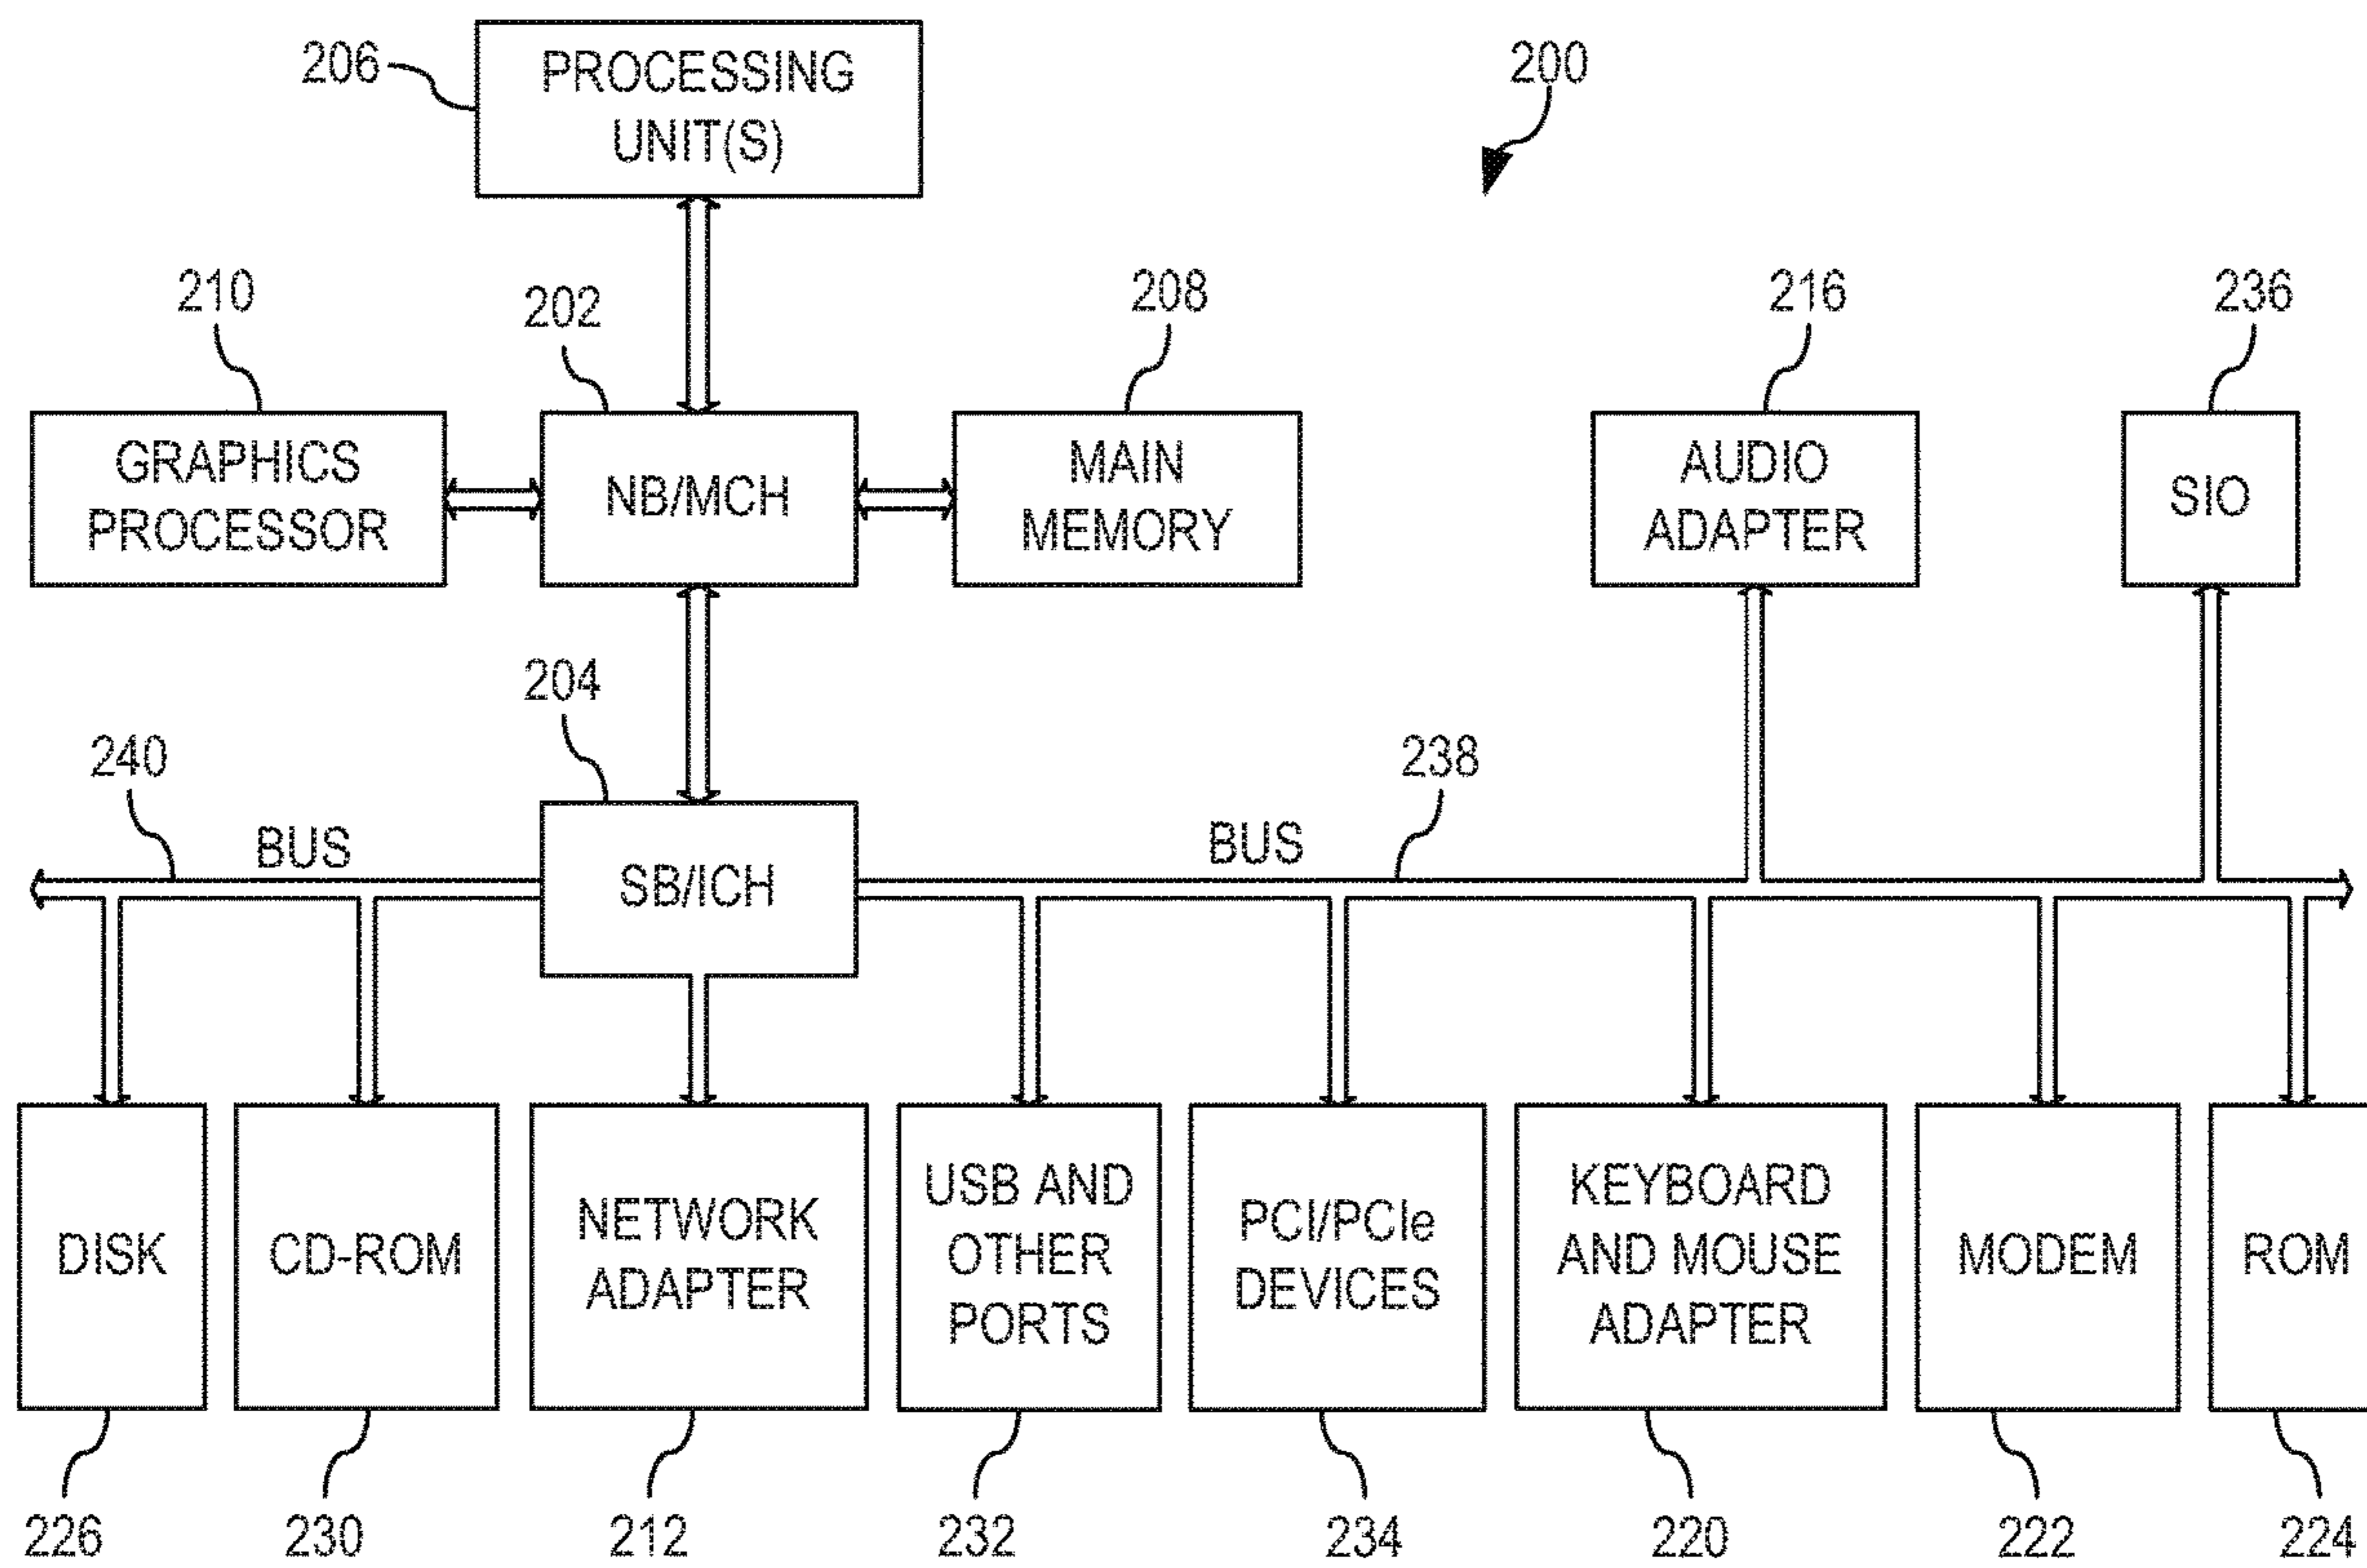 206
PROCESSING
UNIT(S)
200
210
202
208
216
236
GRAPHICS
PROCESSOR
NB/MCH
MAIN
MEMORY
AUDIO
ADAPTER
SIO
204
240
BUS
SB/ICH
BUS
238
DISK
CD-ROM
NETWORK
ADAPTER
USB AND
OTHER
PORTS
PCI/PCIe
DEVICES
KEYBOARD
AND MOUSE
ADAPTER
MODEM
ROM
226
230
212
232
234
220
222
224